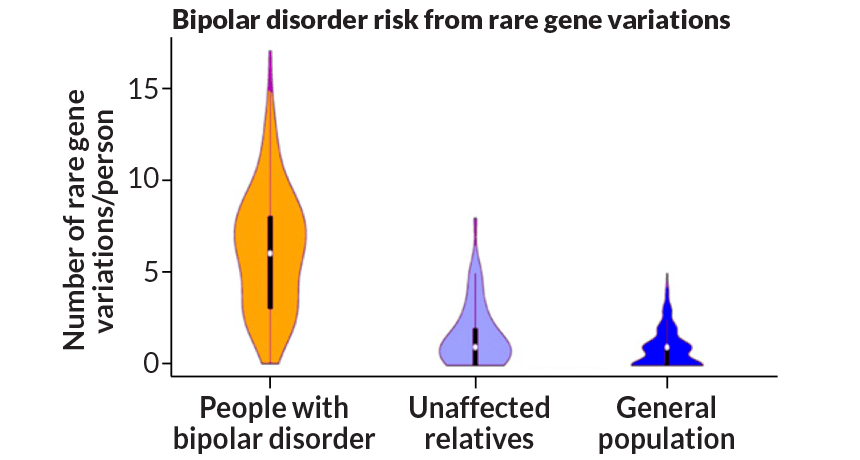 Bipolar disorder risk from rare gene variations
Number of rare gene
variations/person
15
10
5
0
People with
bipolar disorder
Unaffected
relatives
General
population